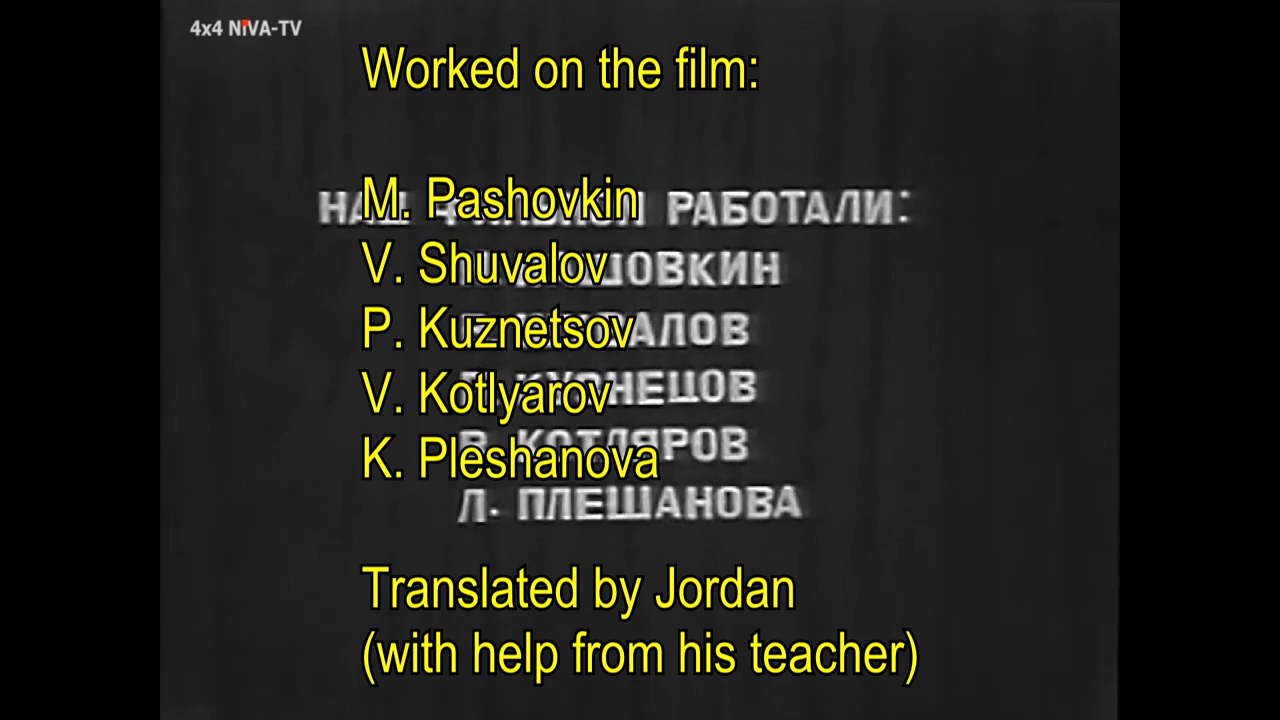 4x4 NiVA-TV
Worked on the film:
M. Pashovkin
РАБОТАЛИ:
V. Shuvalov
P. Kuznetsov
V. Kotlyarov
K. Pleshanova
Л. ПЛЕШАНОВА
Translated by Jordan
(with help from his teacher)